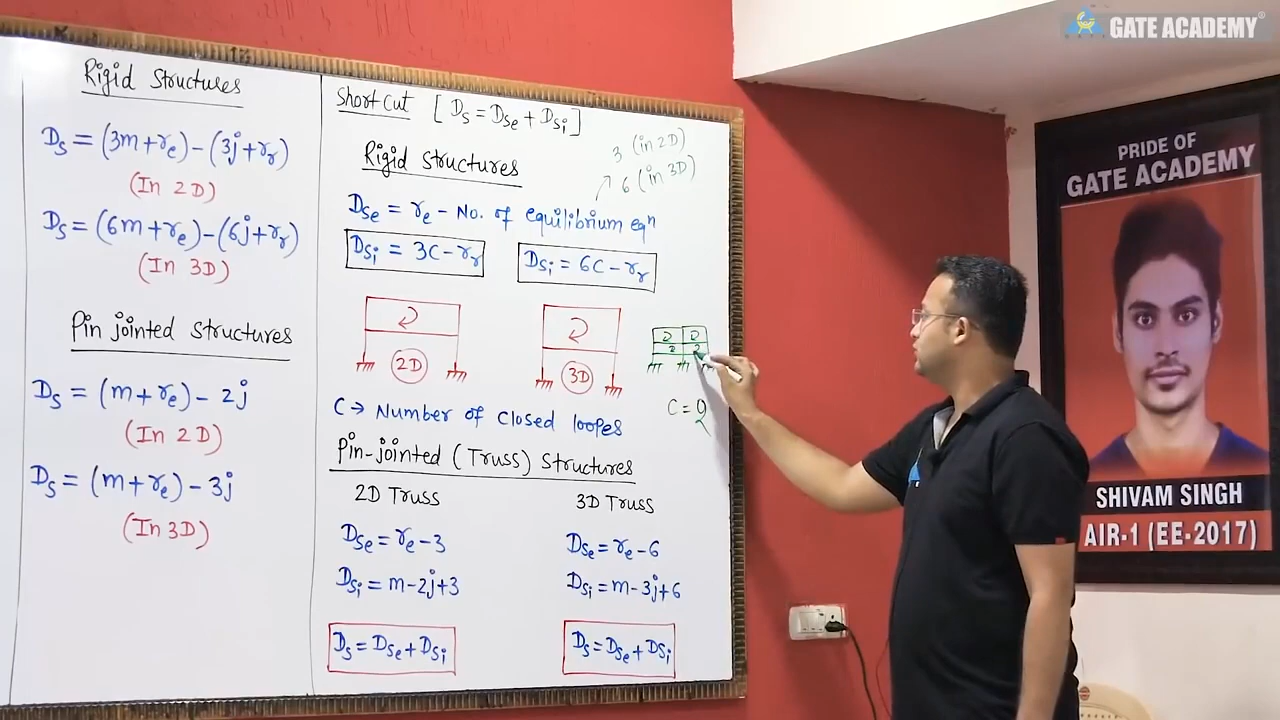 Rigid Structures
Ds = (3m+re) - (3j+rr)
(In 2D)
Ds = (6m+re) - (6j+rr)
(In 3D)
Pin jointed Structures
Ds = (m+re) - 2j
(In 2D)
Ds = (m+re) - 3j
(In 3D)
Short cut [Ds = Dse + Dsi]
Rigid Structures
3 (in 2D)
6 (in 3D)
Dse = re - No. of equilibrium eqn
Dsi = 3C - rr
Dsi = 6C - rr
2D
3D
C → Number of Closed loopes
C = 2
Pin-jointed (Truss) Structures
2D Truss
3D Truss
Dse = re - 3
Dse = re - 6
Dsi = m - 2j + 3
Dsi = m - 3j + 6
Ds = Dse + Dsi
Ds = Dse + Dsi
GATE ACADEMY®
PRIDE OF
GATE ACADEMY
SHIVAM SINGH
AIR-1 (EE-2017)